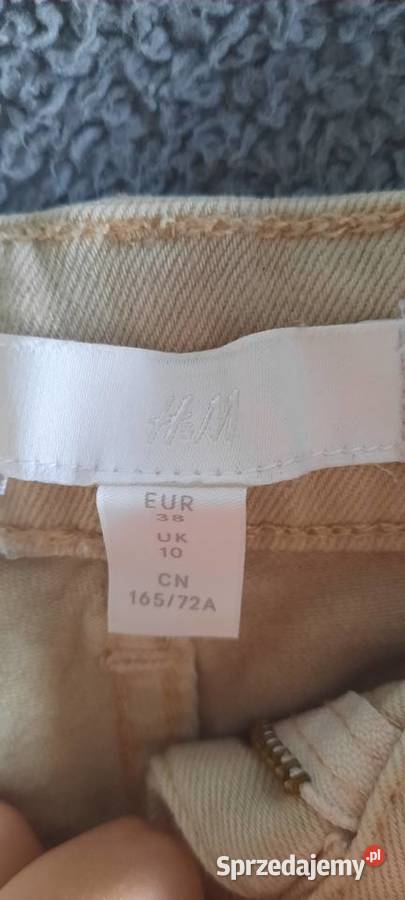 H&M
EUR
38
UK
10
CN
165/72A
Sprzedajemy.pl